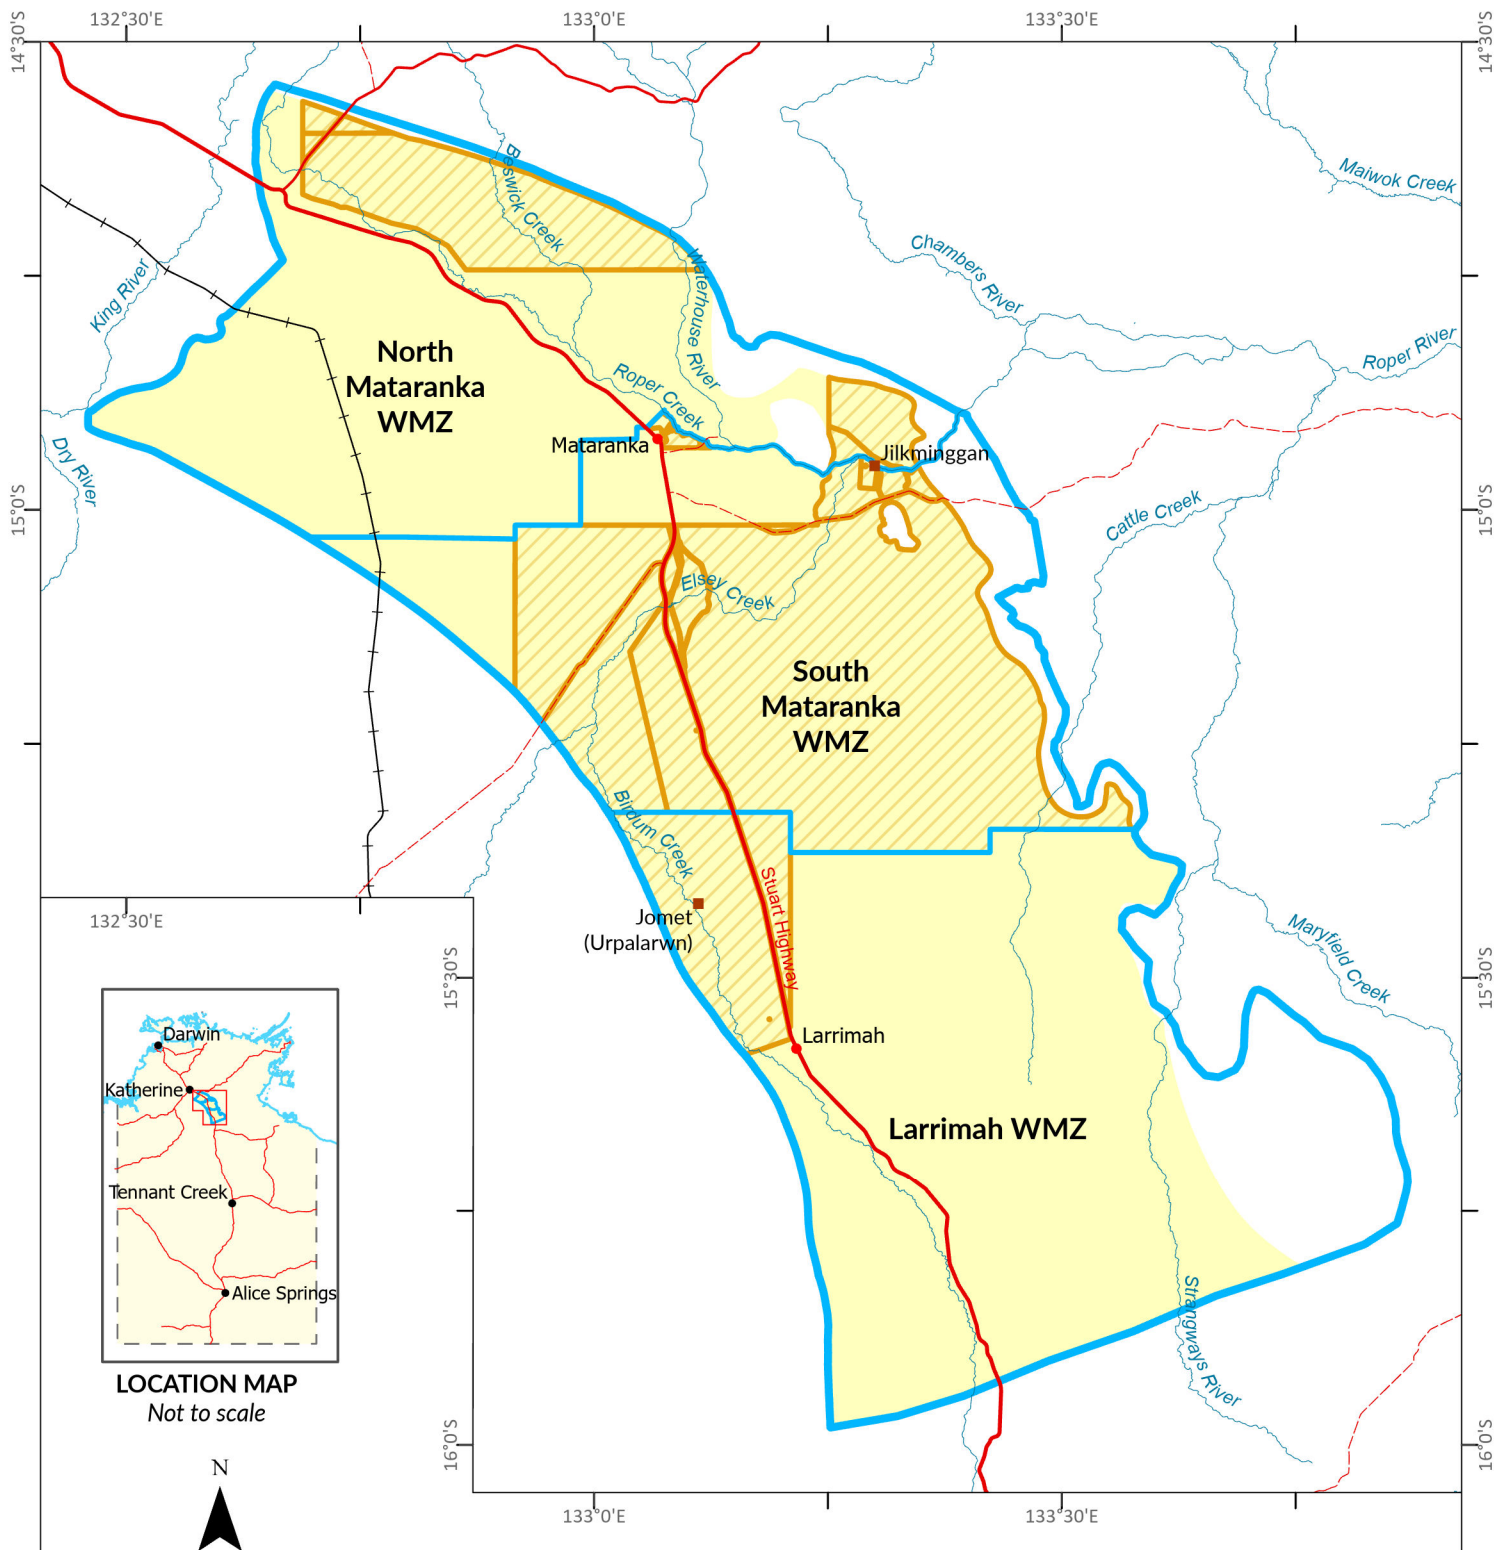 132°30'E
133°0'E
133°30'E
14°30'S
14°30'S
Beswick Creek
Maiwok Creek
Chambers River
King River
Waterhouse River
Roper River
North
Mataranka
WMZ
Roper Creek
Mataranka
Jilkminggan
Dry River
15°0'S
15°0'S
Cattle Creek
Elsey Creek
South
Mataranka
WMZ
Birdum Creek
Stuart Highway
132°30'E
Jomet
(Urpalarwn)
Maryfield Creek
15°30'S
15°30'S
Darwin
Larrimah
Katherine
Larrimah WMZ
Tennant Creek
Alice Springs
Strangways River
LOCATION MAP
Not to scale
16°0'S
16°0'S
N
133°0'E
133°30'E